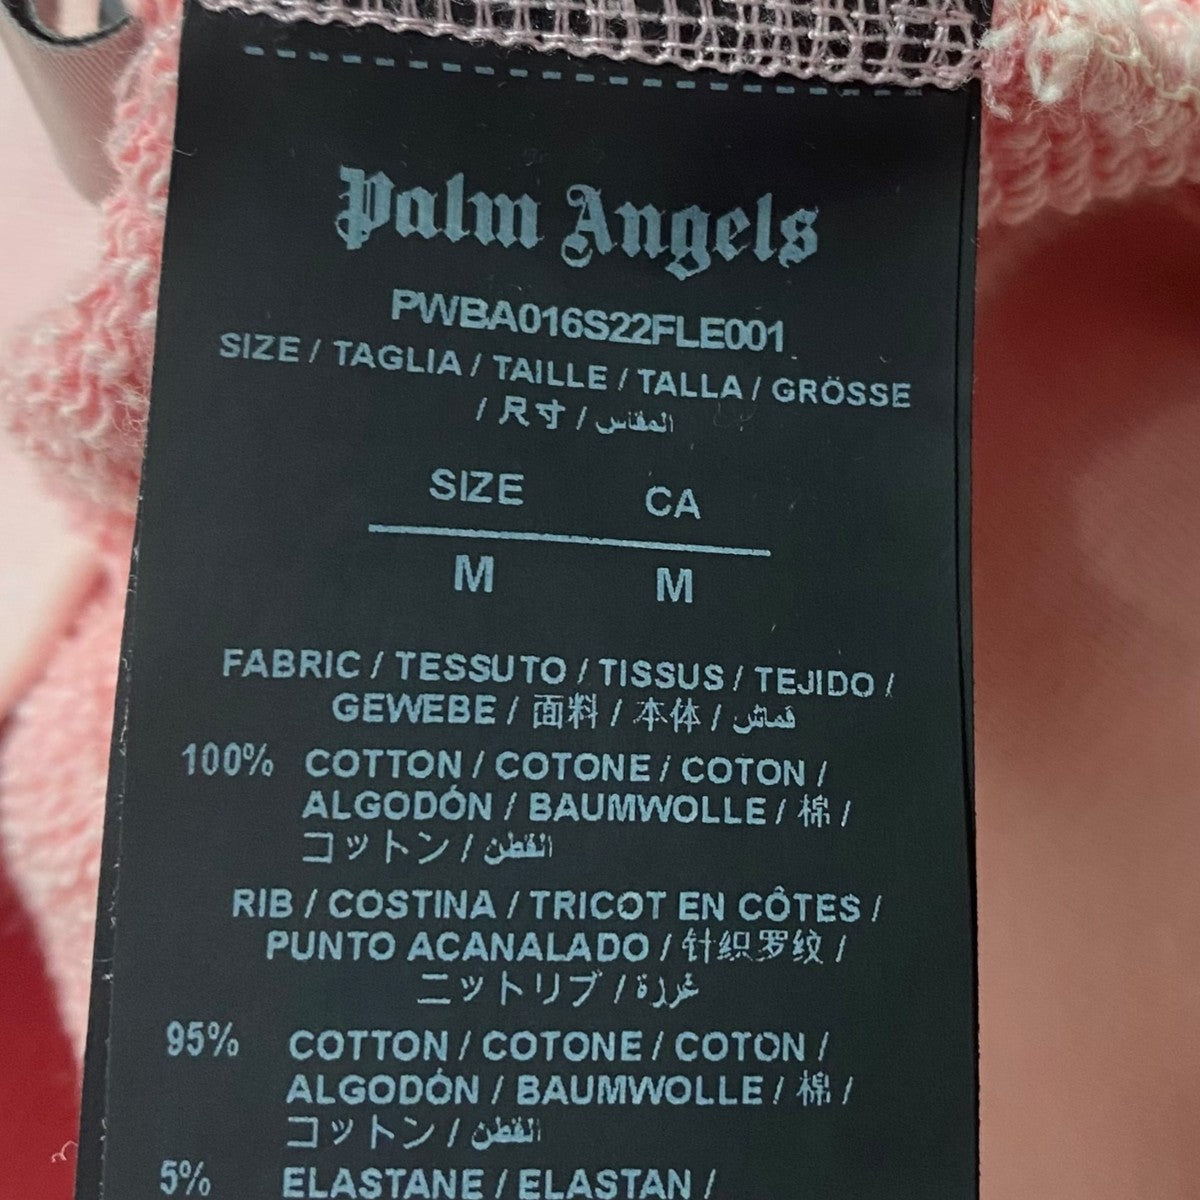 Palm Angels
PWBA016S22FLE001
SIZE / TAGLIA / TAILLE / TALLA / GRÖSSE
/ 尺寸 / المقاس
SIZE CA
M M
FABRIC / TESSUTO / TISSUS / TEJIDO /
GEWEBE / 面料 / 本体 / قماش
100% COTTON / COTONE / COTON /
ALGODÓN / BAUMWOLLE / 棉 /
コットン / القطن
RIB / COSTINA / TRICOT EN CÔTES /
PUNTO ACANALADO / 针织罗纹 /
ニットリブ / غرزة
95% COTTON / COTONE / COTON /
ALGODÓN / BAUMWOLLE / 棉 /
コットン / القطن
5% ELASTANE / ELASTAN /